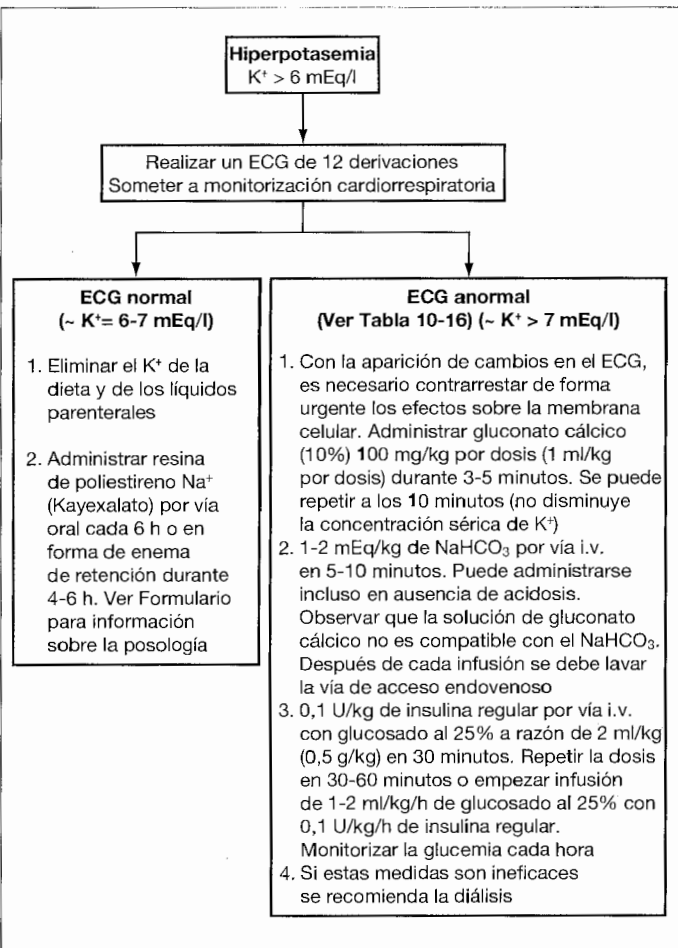 Hiperpotasemia
K⁺ > 6 mEq/l
Realizar un ECG de 12 derivaciones
Someter a monitorización cardiorrespiratoria
ECG normal
(~ K⁺= 6-7 mEq/l)
1. Eliminar el K⁺ de la
dieta y de los líquidos
parenterales
2. Administrar resina
de poliestireno Na⁺
(Kayexalato) por vía
oral cada 6 h o en
forma de enema
de retención durante
4-6 h. Ver Formulario
para información
sobre la posología
ECG anormal
(Ver Tabla 10-16) (~ K⁺ > 7 mEq/l)
1. Con la aparición de cambios en el ECG,
es necesario contrarrestar de forma
urgente los efectos sobre la membrana
celular. Administrar gluconato cálcico
(10%) 100 mg/kg por dosis (1 ml/kg
por dosis) durante 3-5 minutos. Se puede
repetir a los 10 minutos (no disminuye
la concentración sérica de K⁺)
2. 1-2 mEq/kg de NaHCO₃ por vía i.v.
en 5-10 minutos. Puede administrarse
incluso en ausencia de acidosis.
Observar que la solución de gluconato
cálcico no es compatible con el NaHCO₃.
Después de cada infusión se debe lavar
la vía de acceso endovenoso
3. 0,1 U/kg de insulina regular por vía i.v.
con glucosado al 25% a razón de 2 ml/kg
(0,5 g/kg) en 30 minutos. Repetir la dosis
en 30-60 minutos o empezar infusión
de 1-2 ml/kg/h de glucosado al 25% con
0,1 U/kg/h de insulina regular.
Monitorizar la glucemia cada hora
4. Si estas medidas son ineficaces
se recomienda la diálisis